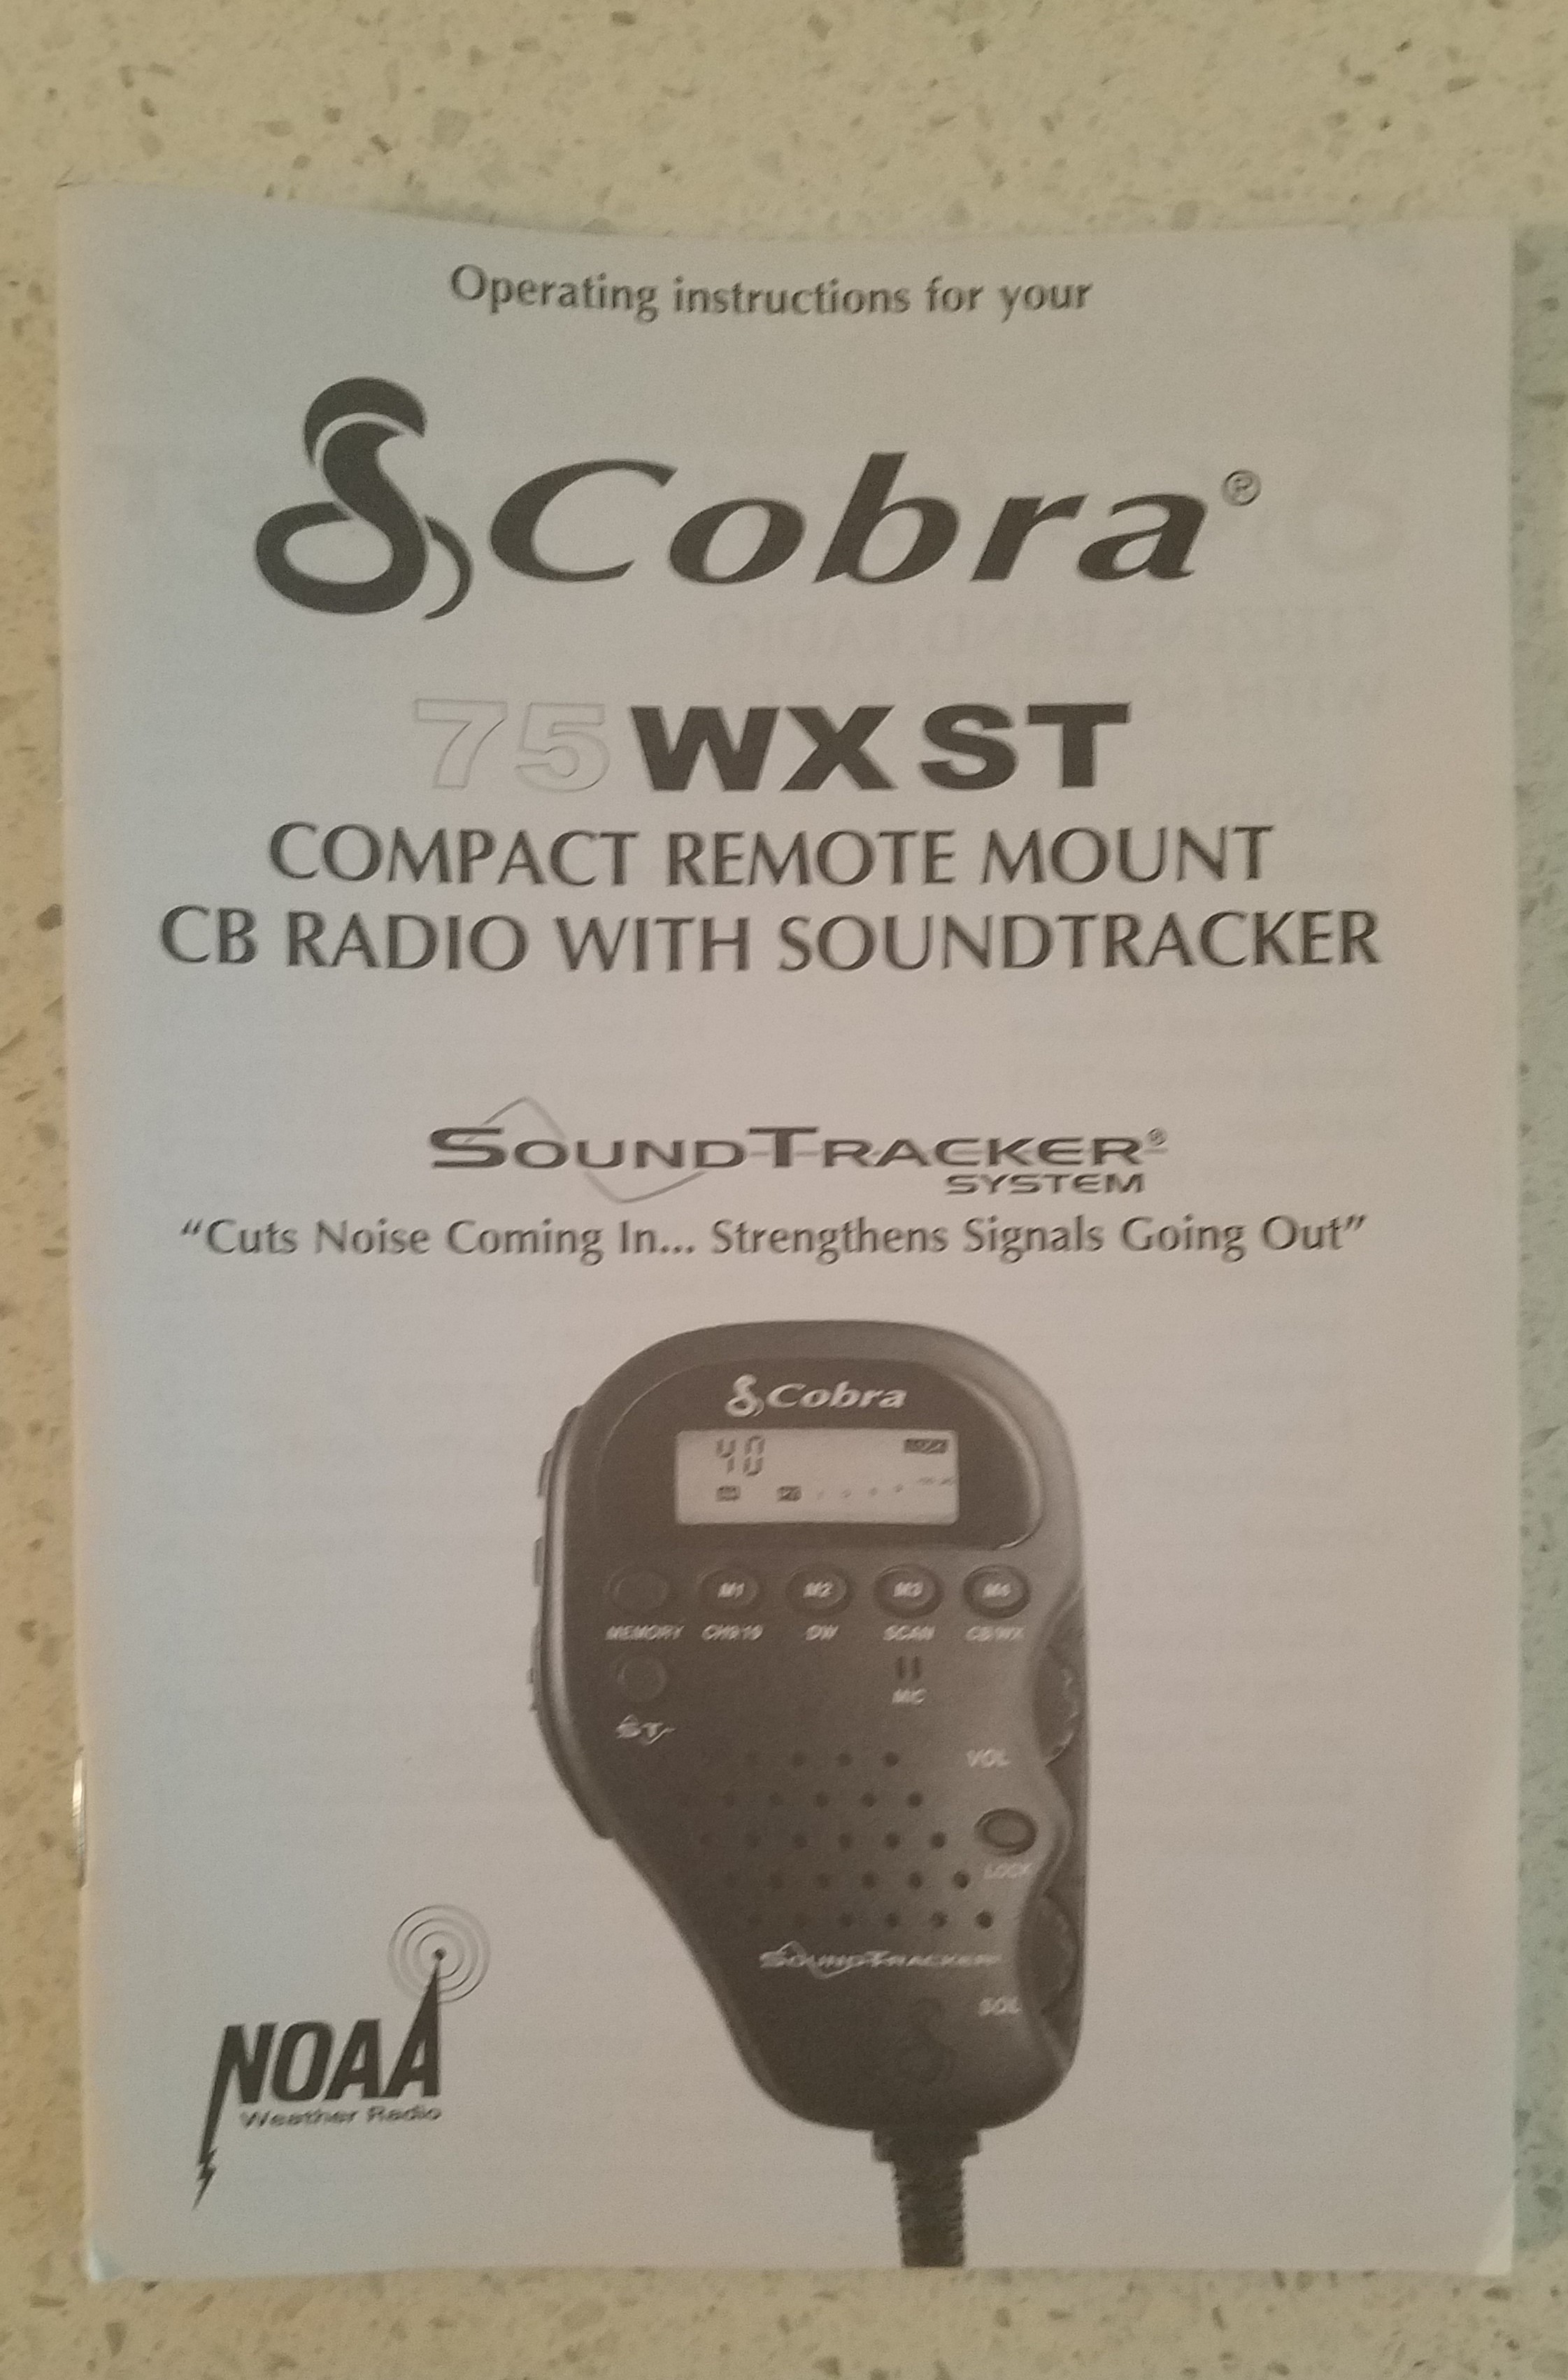 Operating instructions for your
Cobra®
75 WX ST
COMPACT REMOTE MOUNT
CB RADIO WITH SOUNDTRACKER
SOUNDTRACKER®
SYSTEM
“Cuts Noise Coming In... Strengthens Signals Going Out”
Cobra
40
M1 M2 M3 M4
MEMORY CH9/19 DW SCAN CB/WX
MC
ST
VOL
LOCK
SOUNDTRACKER
SQL
NOAA
Weather Radio